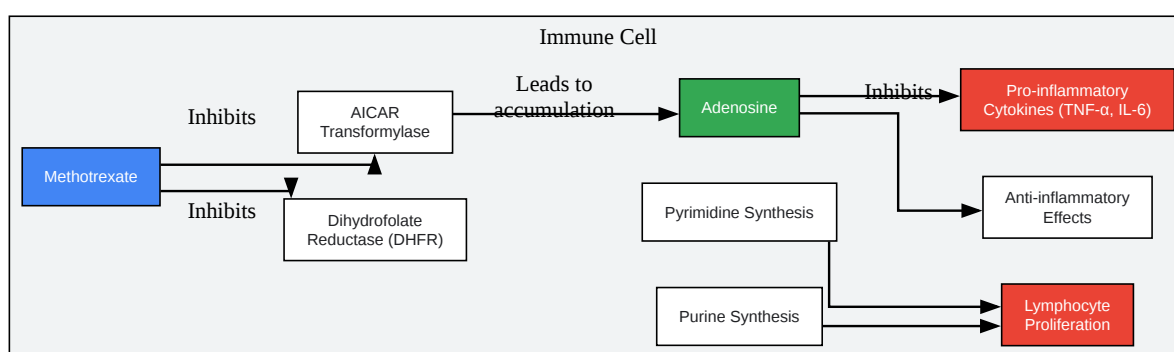 Immune Cell
Inhibits
AICAR
Transformylase
Leads to
accumulation
Adenosine
Inhibits
Pro-inflammatory
Cytokines (TNF-α, IL-6)
Methotrexate
Inhibits
Dihydrofolate
Reductase (DHFR)
Pyrimidine Synthesis
Anti-inflammatory
Effects
Purine Synthesis
Lymphocyte
Proliferation